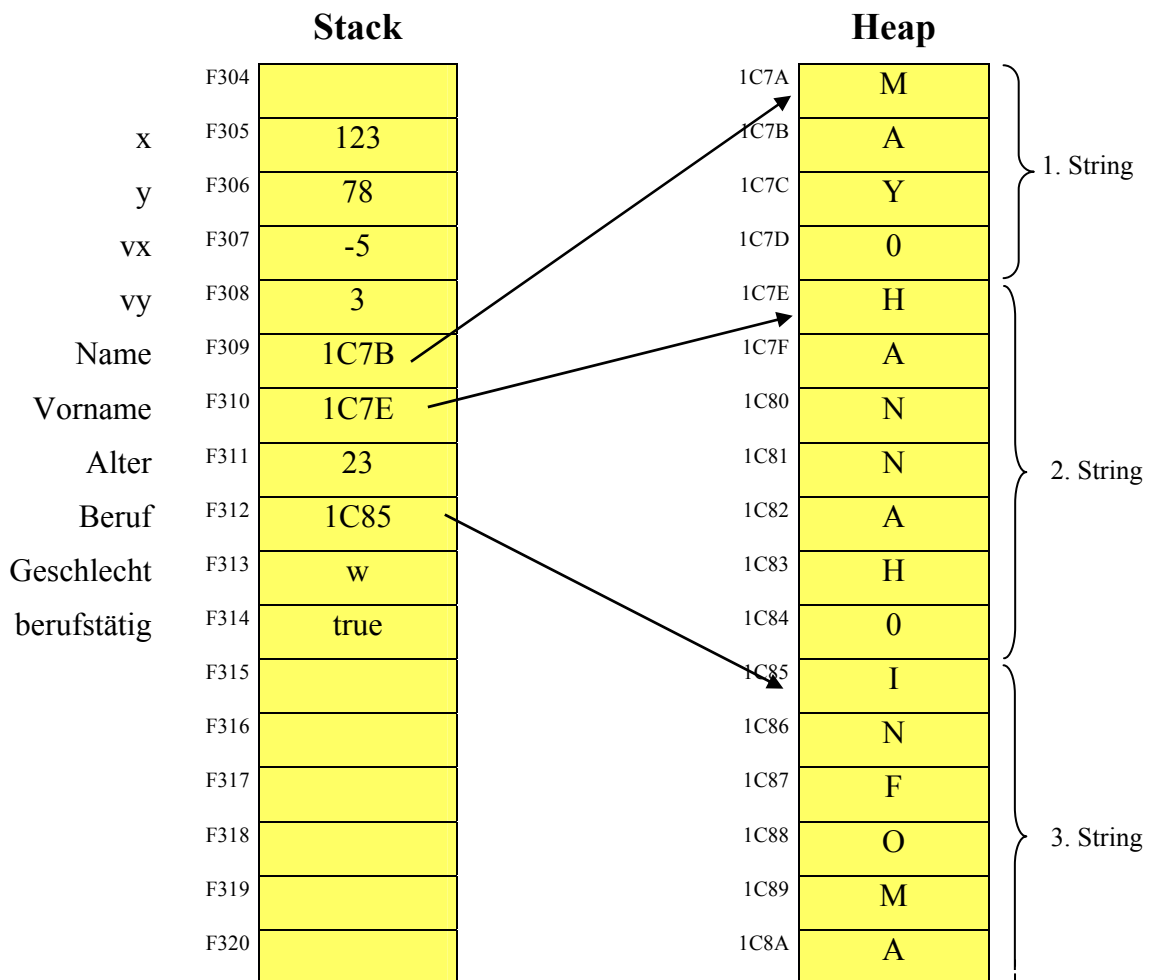 Stack Heap
F304 1C7A M
x F305 123 1C7B A
y F306 78 1C7C Y
vx F307 -5 1C7D 0
vy F308 3 1C7E H
Name F309 1C7B 1C7F A
Vorname F310 1C7E 1C80 N
Alter F311 23 1C81 N
Beruf F312 1C85 1C82 A
Geschlecht F313 w 1C83 H
berufstätig F314 true 1C84 0
F315 1C85 I
F316 1C86 N
F317 1C87 F
F318 1C88 O
F319 1C89 M
F320 1C8A A
1. String
2. String
3. String